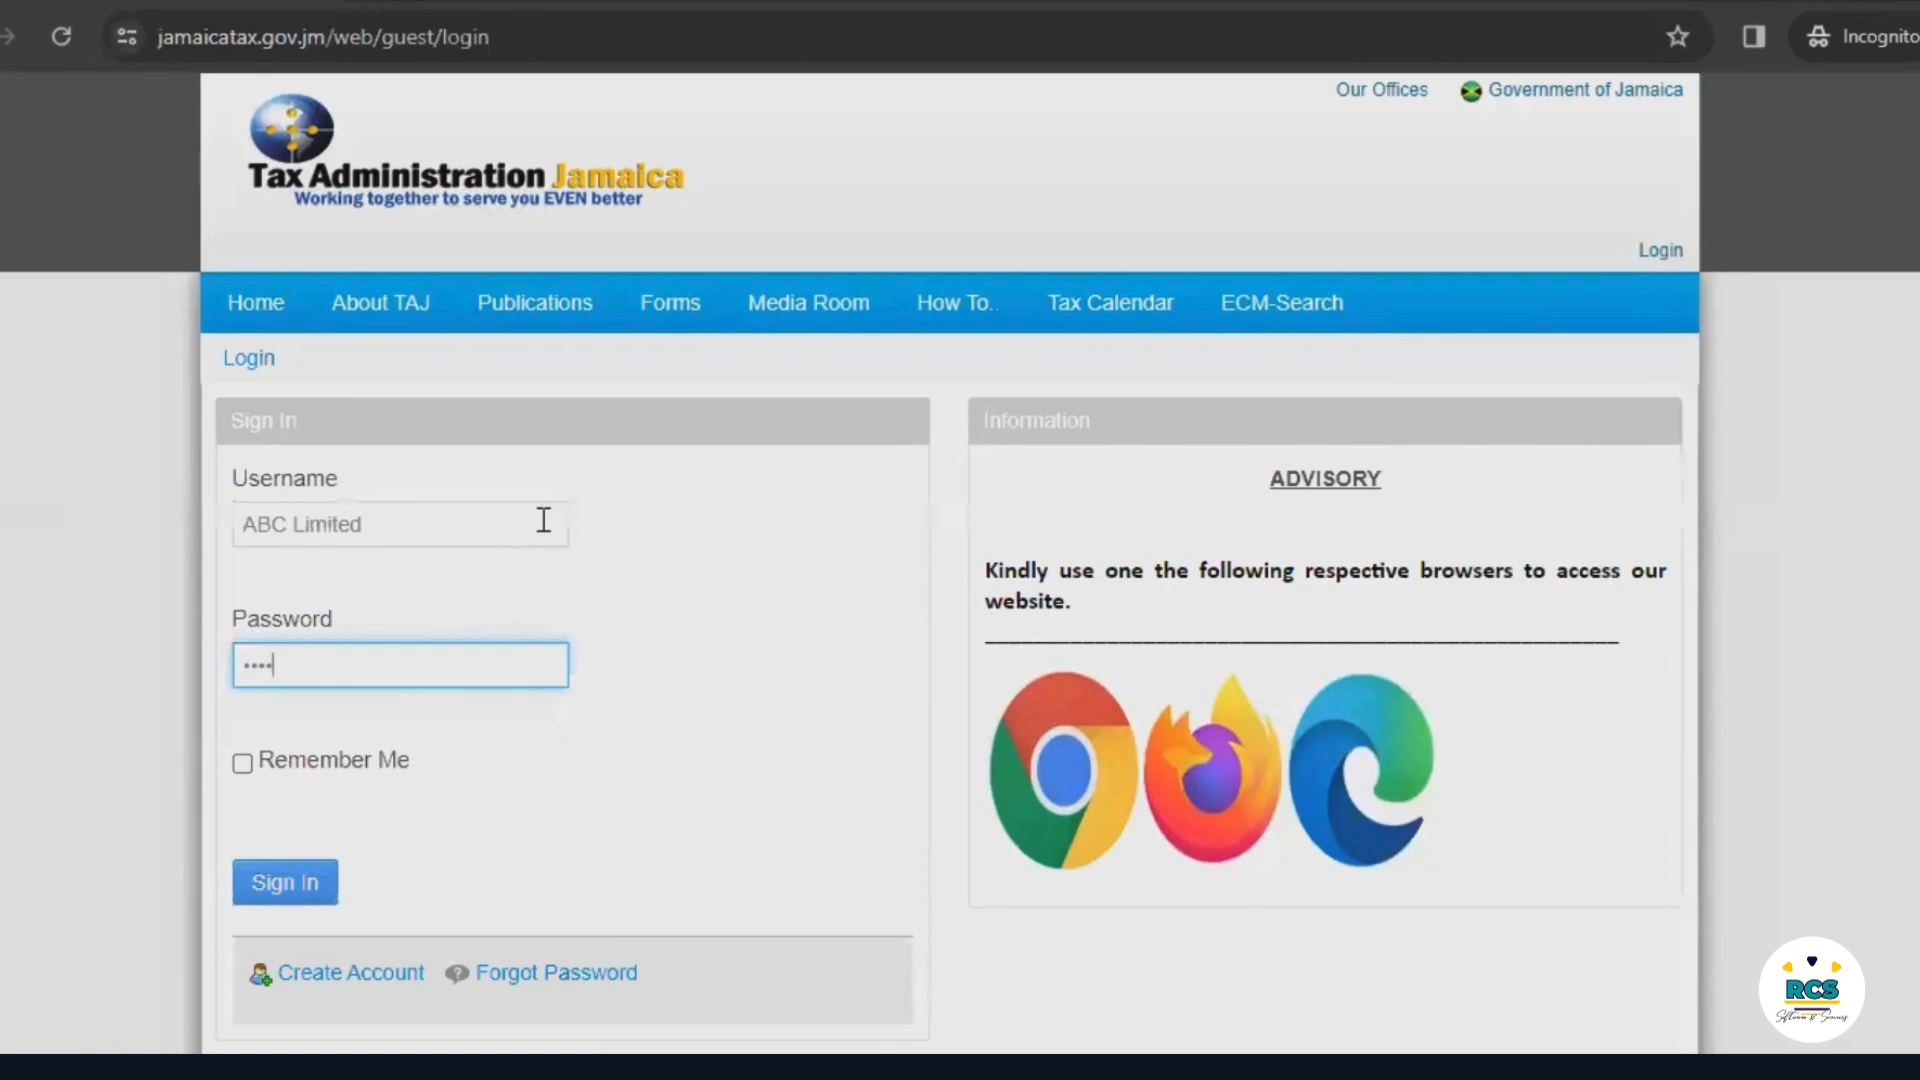 jamaicatax.gov.jm/web/guest/login
Incognito
Our Offices
Government of Jamaica
Tax Administration Jamaica
Working together to serve you EVEN better
Login
Home
About TAJ
Publications
Forms
Media Room
How To..
Tax Calendar
ECM-Search
Login
Sign In
Username
ABC Limited
Password
••••
Remember Me
Sign In
Create Account
Forgot Password
Information
ADVISORY
Kindly use one the following respective browsers to access our
website.
RCS
Software & Services